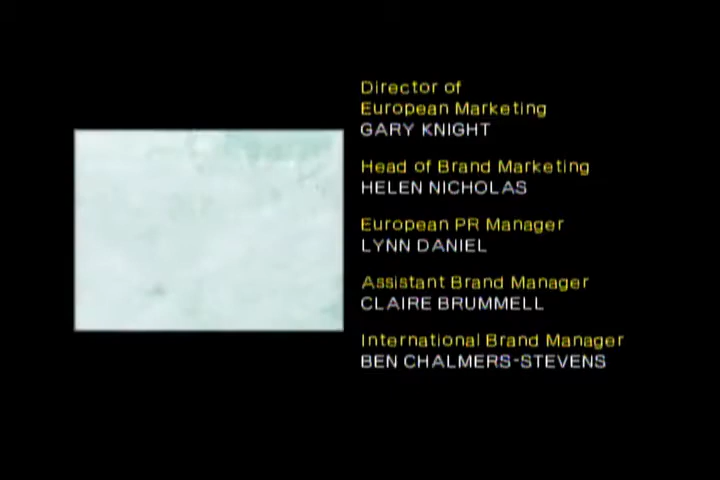 Director of
European Marketing
GARY KNIGHT
Head of Brand Marketing
HELEN NICHOLAS
European PR Manager
LYNN DANIEL
Assistant Brand Manager
CLAIRE BRUMMELL
International Brand Manager
BEN CHALMERS-STEVENS